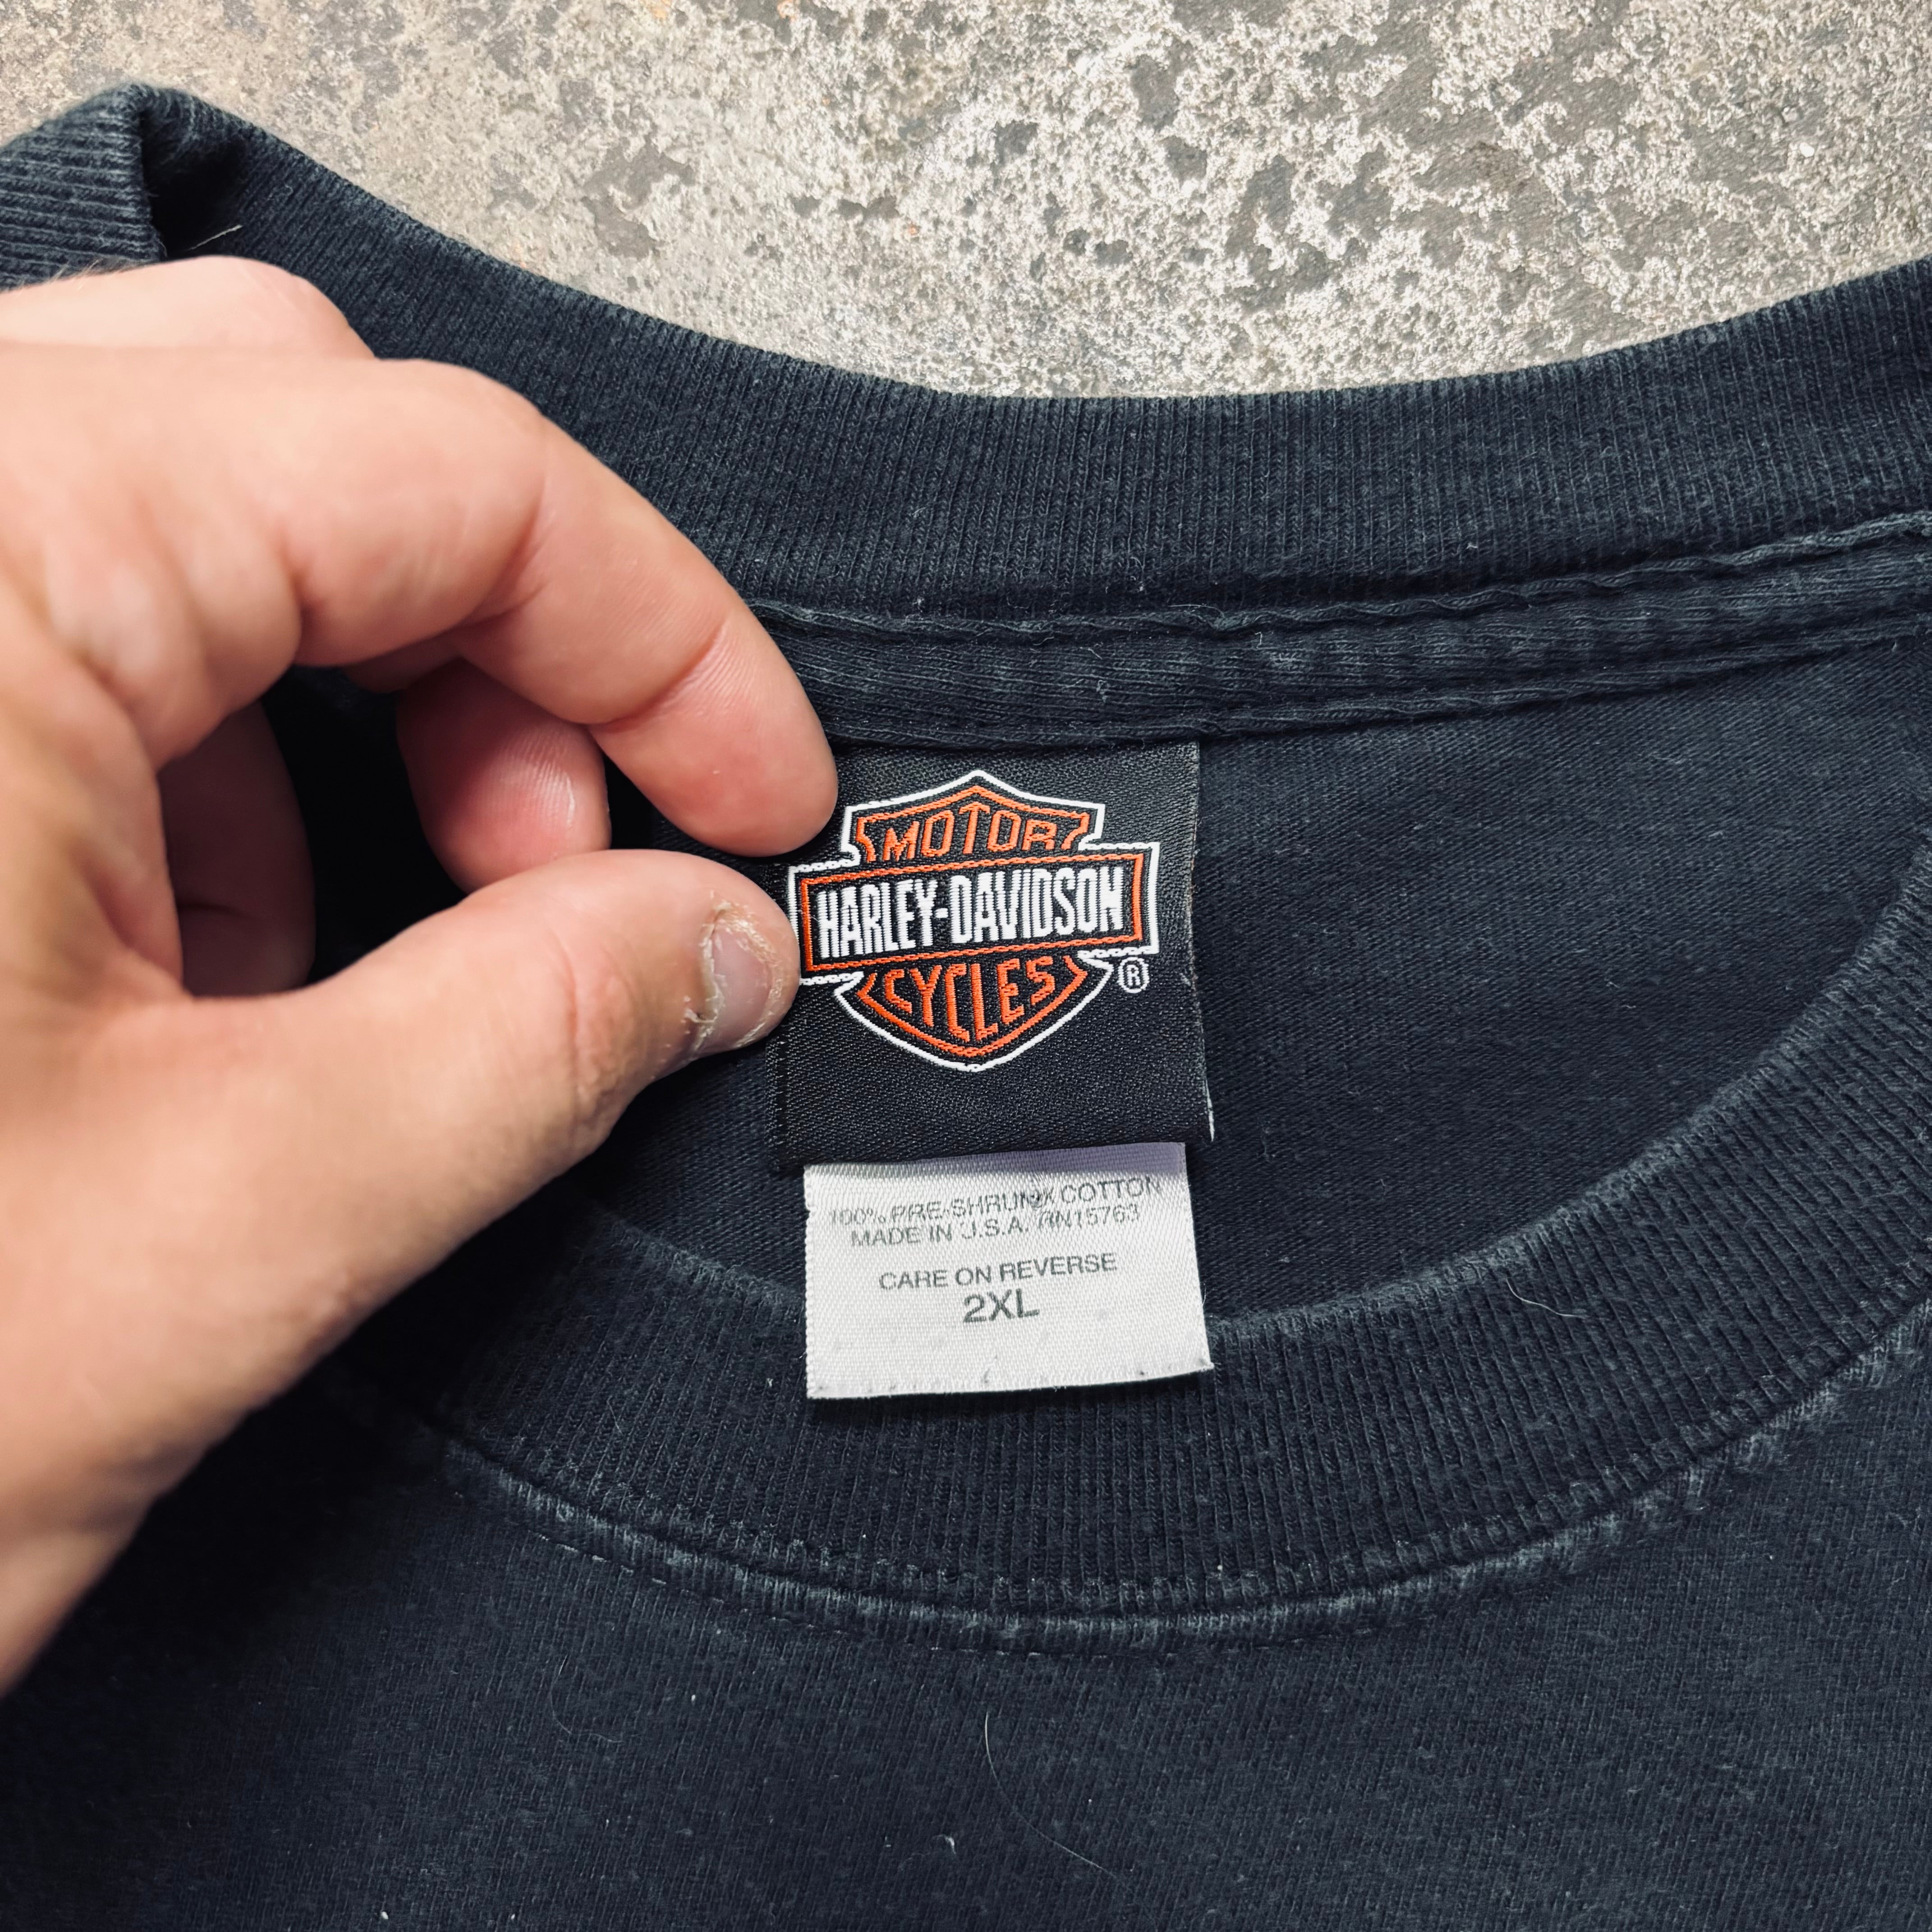 MOTOR
HARLEY-DAVIDSON
CYCLES ®
100% PRE-SHRUNK COTTON
MADE IN U.S.A. RN15763
CARE ON REVERSE
2XL